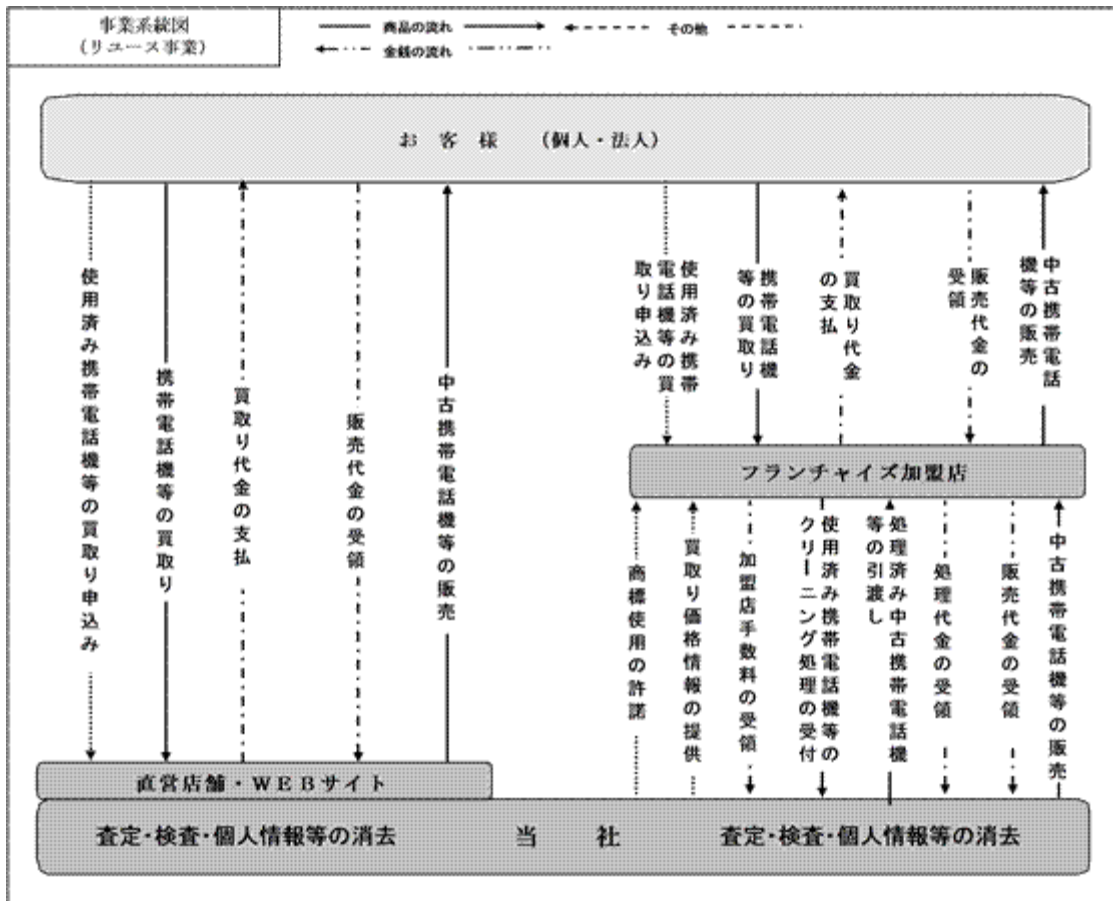 事業系統図
(リユース事業)
商品の流れ
その他
金銭の流れ
お客様 (個人・法人)
使用済み携帯電話機等の買取り申込み
携帯電話機等の買取り
買取り代金の支払
販売代金の受領
中古携帯電話機等の販売
使用済み携帯
電話機等の買
取り申込み
携帯電話機
等の買取り
買取り代金
の支払
販売代金の
受領
中古携帯電話
機等の販売
フランチャイズ加盟店
商標使用の許諾
買取り価格情報の提供
加盟店手数料の受領
使用済み携帯電話機等の
クリーニング処理の受付
処理済み中古携帯電話機
等の引渡し
処理代金の受領
販売代金の受領
中古携帯電話機等の販売
直営店舗・WEBサイト
査定・検査・個人情報等の消去 当社 査定・検査・個人情報等の消去